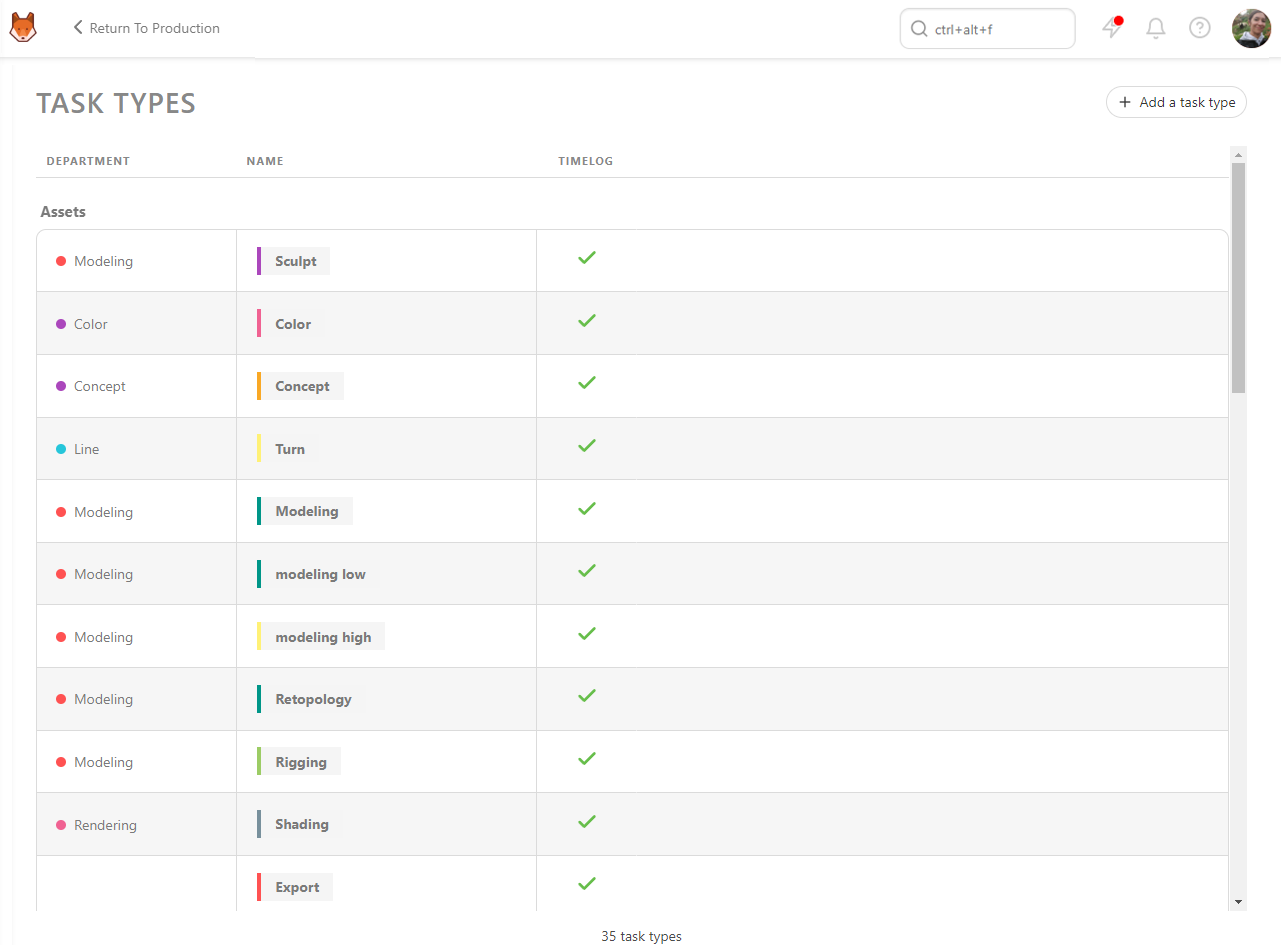 Return To Production
ctrl+alt+f
TASK TYPES
Add a task type
DEPARTMENT NAME TIMELOG
Assets
Modeling Sculpt
Color Color
Concept Concept
Line Turn
Modeling Modeling
Modeling modeling low
Modeling modeling high
Modeling Retopology
Modeling Rigging
Rendering Shading
Export
35 task types